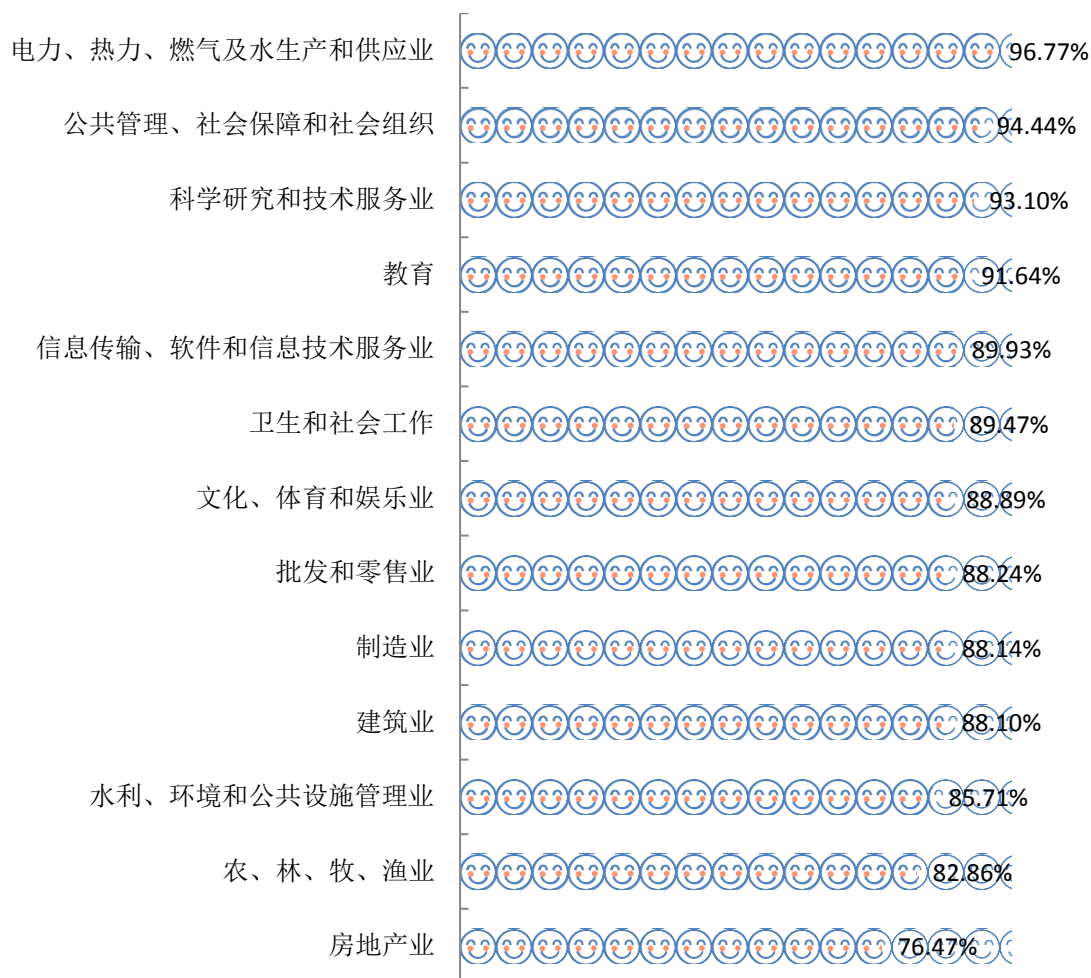 电力、热力、燃气及水生产和供应业 96.77%
公共管理、社会保障和社会组织 94.44%
科学研究和技术服务业 93.10%
教育 91.64%
信息传输、软件和信息技术服务业 89.93%
卫生和社会工作 89.47%
文化、体育和娱乐业 88.89%
批发和零售业 88.24%
制造业 88.14%
建筑业 88.10%
水利、环境和公共设施管理业 85.71%
农、林、牧、渔业 82.86%
房地产业 76.47%